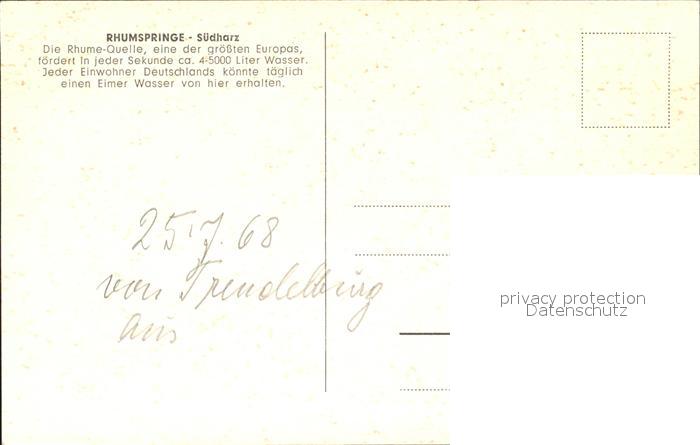 RHUMSPRINGE - Südharz
Die Rhume-Quelle, eine der größten Europas,
fördert in jeder Sekunde ca. 4-5000 Liter Wasser.
Jeder Einwohner Deutschlands könnte täglich
einen Eimer Wasser von hier erhalten.
25.7.68
von Trendelburg
aus
privacy protection
Datenschutz